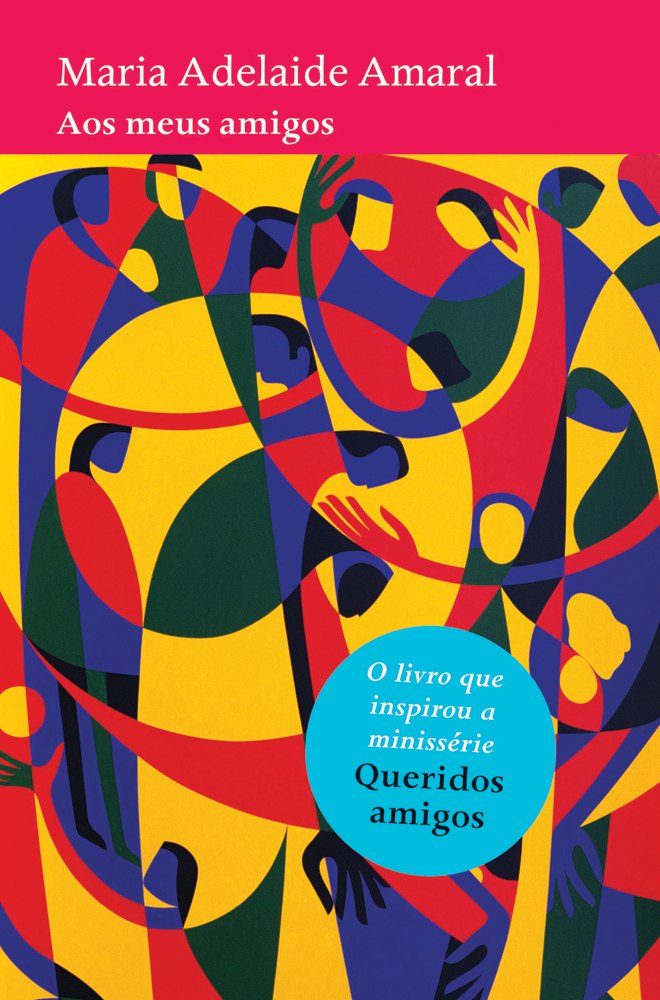 Maria Adelaide Amaral
Aos meus amigos
O livro que
inspirou a
minissérie
Queridos
amigos